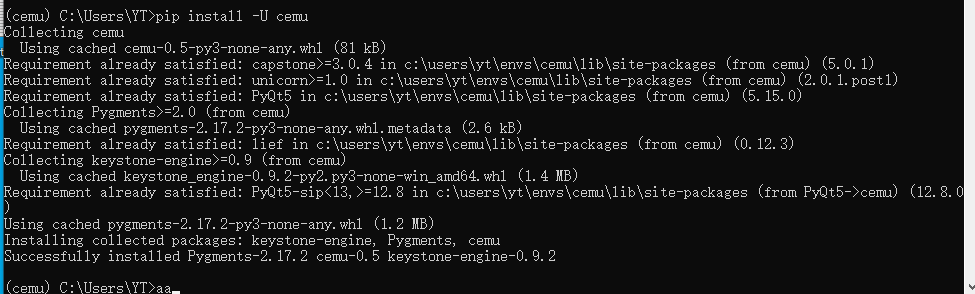 (cemu) C:\Users\YT>pip install -U cemu
Collecting cemu
  Using cached cemu-0.5-py3-none-any.whl (81 kB)
Requirement already satisfied: capstone>=3.0.4 in c:\users\yt\envs\cemu\lib\site-packages (from cemu) (5.0.1)
Requirement already satisfied: unicorn>=1.0 in c:\users\yt\envs\cemu\lib\site-packages (from cemu) (2.0.1.post1)
Requirement already satisfied: PyQt5 in c:\users\yt\envs\cemu\lib\site-packages (from cemu) (5.15.0)
Collecting Pygments>=2.0 (from cemu)
  Using cached pygments-2.17.2-py3-none-any.whl.metadata (2.6 kB)
Requirement already satisfied: lief in c:\users\yt\envs\cemu\lib\site-packages (from cemu) (0.12.3)
Collecting keystone-engine>=0.9 (from cemu)
  Using cached keystone_engine-0.9.2-py2.py3-none-win_amd64.whl (1.4 MB)
Requirement already satisfied: PyQt5-sip<13,>=12.8 in c:\users\yt\envs\cemu\lib\site-packages (from PyQt5->cemu) (12.8.0
)
Using cached pygments-2.17.2-py3-none-any.whl (1.2 MB)
Installing collected packages: keystone-engine, Pygments, cemu
Successfully installed Pygments-2.17.2 cemu-0.5 keystone-engine-0.9.2
(cemu) C:\Users\YT>aa